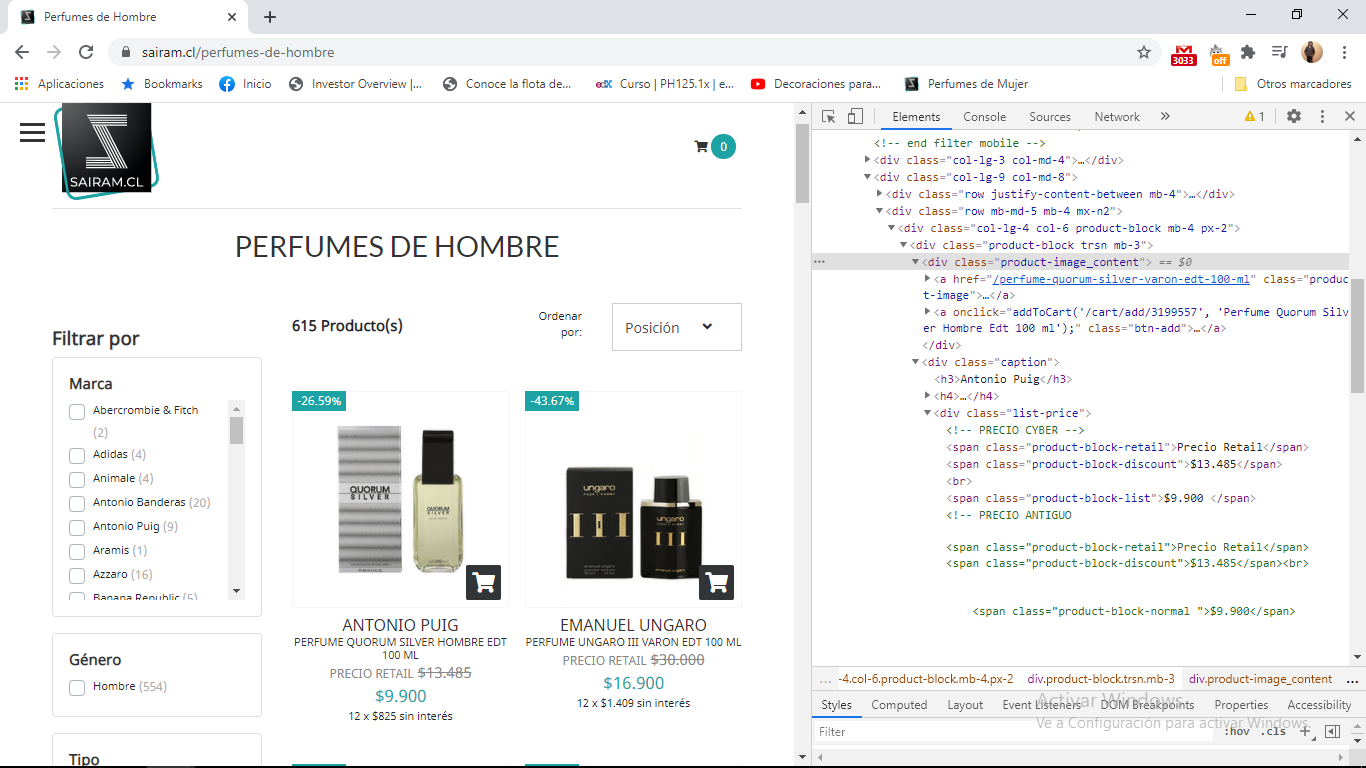 Perfumes de Hombre
sairam.cl/perfumes-de-hombre
3033
off
Aplicaciones
Bookmarks
Inicio
Investor Overview |...
Conoce la flota de...
edX Curso | PH125.1x | e...
Decoraciones para...
Perfumes de Mujer
Otros marcadores
SAIRAM.CL
0
PERFUMES DE HOMBRE
Filtrar por
Marca
Abercrombie & Fitch
(2)
Adidas (4)
Animale (4)
Antonio Banderas (20)
Antonio Puig (9)
Aramis (1)
Azzaro (16)
Banana Republic (5)
Género
Hombre (554)
Tipo
615 Producto(s)
Ordenar
por:
Posición
-26.59%
QUORUM
SILVER
QUORUM
SILVER
ANTONIO PUIG
PERFUME QUORUM SILVER HOMBRE EDT
100 ML
PRECIO RETAIL $13.485
$9.900
12 x $825 sin interés
-43.67%
ungaro
III
emanuel ungaro
ungaro
III
EMANUEL UNGARO
PERFUME UNGARO III VARON EDT 100 ML
PRECIO RETAIL $30.000
$16.900
12 x $1.409 sin interés
Elements
Console
Sources
Network
»
1
<!-- end filter mobile -->
<div class="col-lg-3 col-md-4">…</div>
<div class="col-lg-9 col-md-8">
<div class="row justify-content-between mb-4">…</div>
<div class="row mb-md-5 mb-4 mx-n2">
<div class="col-lg-4 col-6 product-block mb-4 px-2">
<div class="product-block trsn mb-3">
<div class="product-image_content"> == $0
<a href="/perfume-quorum-silver-varon-edt-100-ml" class="produc
t-image">…</a>
<a onclick="addToCart('/cart/add/3199557', 'Perfume Quorum Silv
er Hombre Edt 100 ml');" class="btn-add">…</a>
</div>
<div class="caption">
<h3>Antonio Puig</h3>
<h4>…</h4>
<div class="list-price">
<!-- PRECIO CYBER -->
<span class="product-block-retail">Precio Retail</span>
<span class="product-block-discount">$13.485</span>
<br>
<span class="product-block-list">$9.900 </span>
<!-- PRECIO ANTIGUO
<span class="product-block-retail">Precio Retail</span>
<span class="product-block-discount">$13.485</span><br>
<span class="product-block-normal ">$9.900</span>
... -4.col-6.product-block.mb-4.px-2 div.product-block.trsn.mb-3 div.product-image_content ...
Styles
Computed
Layout
Event Listeners
DOM Breakpoints
Properties
Accessibility
Activar Windows
Ve a Configuración para activar Windows.
Filter
:hov .cls